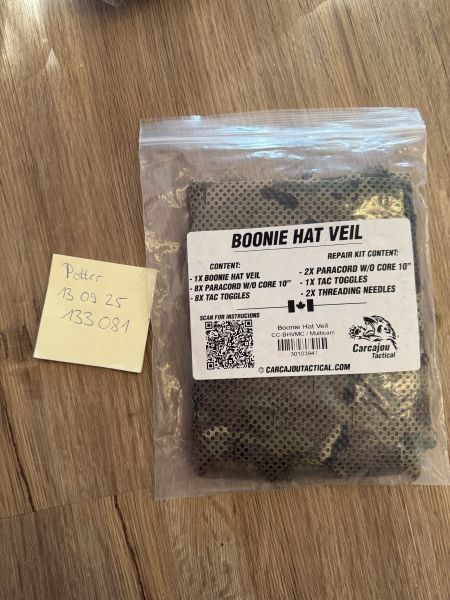 Potter
13.09.25
133 081
BOONIE HAT VEIL
CONTENT:
- 1X BOONIE HAT VEIL
- 8X PARACORD W/O CORE 10"
- 8X TAC TOGGLES
REPAIR KIT CONTENT:
- 2X PARACORD W/O CORE 10"
- 1X TAC TOGGLES
- 2X THREADING NEEDLES
SCAN FOR INSTRUCIONS
Boonie Hat Veil
CC-BHVMC / Multicam
30103941
Carcajou
Tactical
CARCAJOUTACTICAL.COM